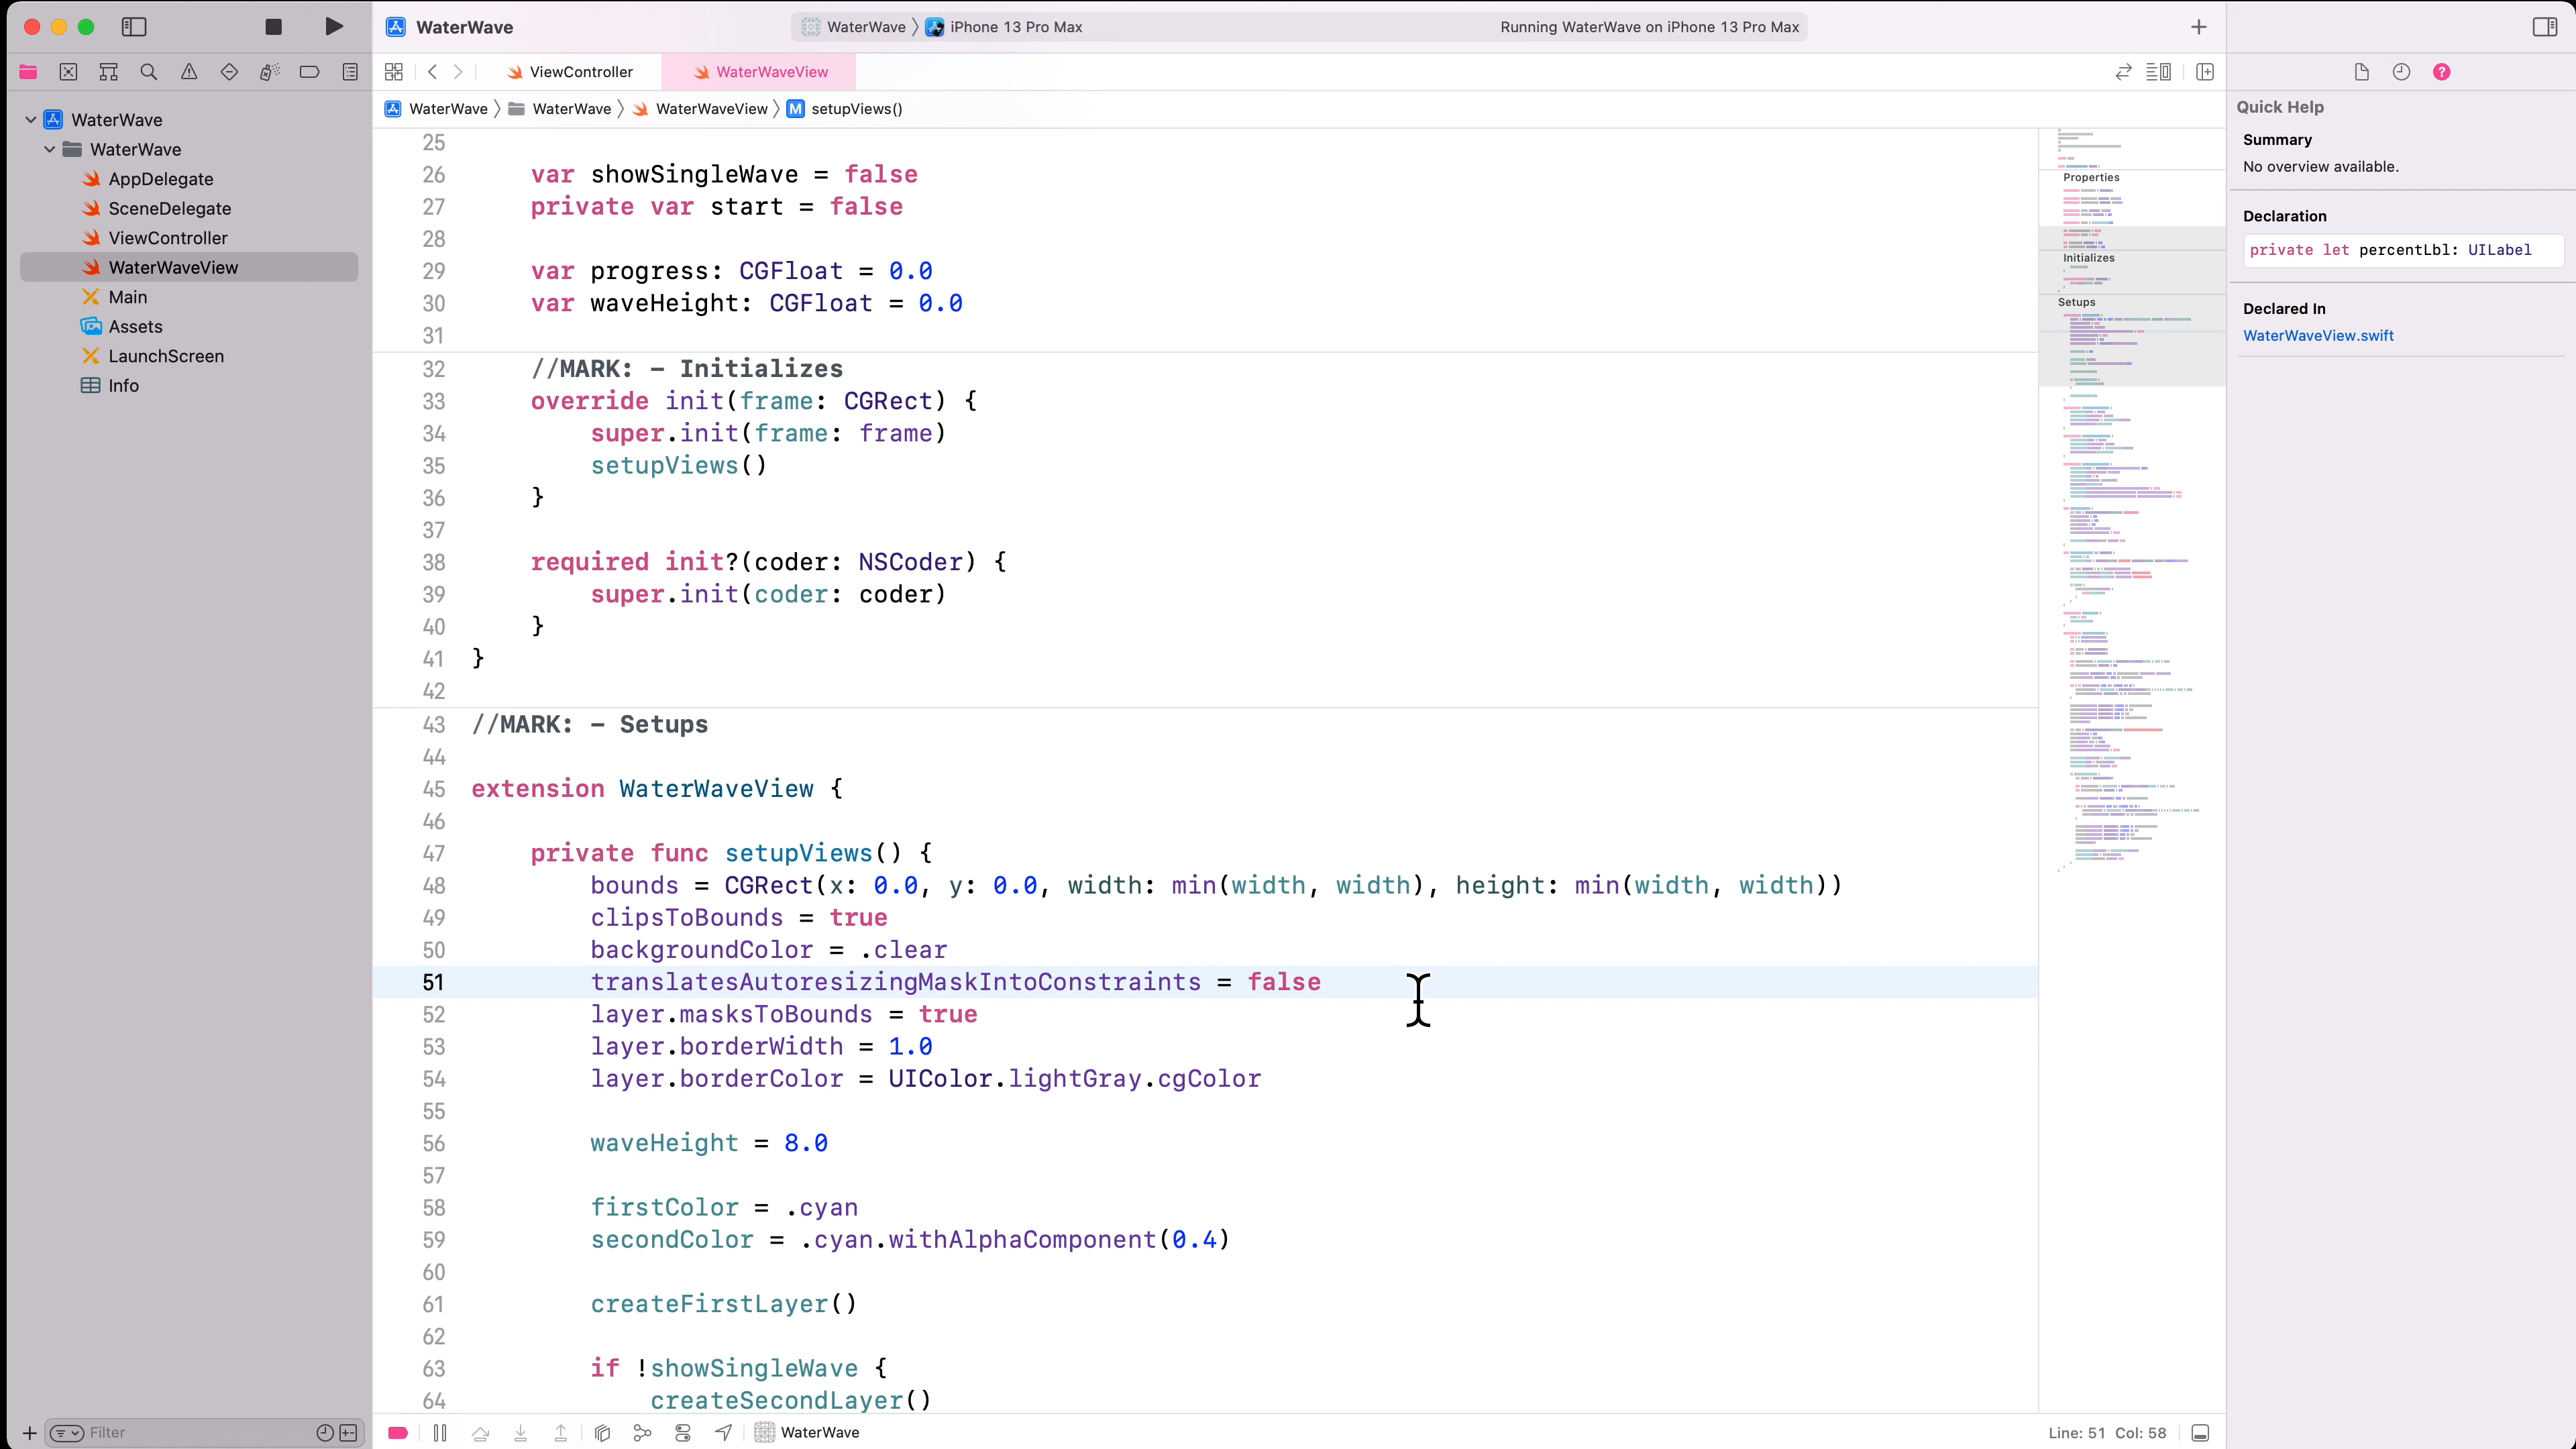 WaterWave
WaterWave 〉 iPhone 13 Pro Max
Running WaterWave on iPhone 13 Pro Max
ViewController
WaterWaveView
WaterWave 〉 WaterWave 〉 WaterWaveView 〉 M setupViews()
WaterWave
WaterWave
AppDelegate
SceneDelegate
ViewController
WaterWaveView
Main
Assets
LaunchScreen
Info
Filter
25
26 var showSingleWave = false
27 private var start = false
28
29 var progress: CGFloat = 0.0
30 var waveHeight: CGFloat = 0.0
31
32 //MARK: - Initializes
33 override init(frame: CGRect) {
34 super.init(frame: frame)
35 setupViews()
36 }
37
38 required init?(coder: NSCoder) {
39 super.init(coder: coder)
40 }
41 }
42
43 //MARK: - Setups
44
45 extension WaterWaveView {
46
47 private func setupViews() {
48 bounds = CGRect(x: 0.0, y: 0.0, width: min(width, width), height: min(width, width))
49 clipsToBounds = true
50 backgroundColor = .clear
51 translatesAutoresizingMaskIntoConstraints = false
52 layer.masksToBounds = true
53 layer.borderWidth = 1.0
54 layer.borderColor = UIColor.lightGray.cgColor
55
56 waveHeight = 8.0
57
58 firstColor = .cyan
59 secondColor = .cyan.withAlphaComponent(0.4)
60
61 createFirstLayer()
62
63 if !showSingleWave {
64 createSecondLayer()
Properties
Initializes
Setups
Quick Help
Summary
No overview available.
Declaration
private let percentLbl: UILabel
Declared In
WaterWaveView.swift
WaterWave
Line: 51 Col: 58